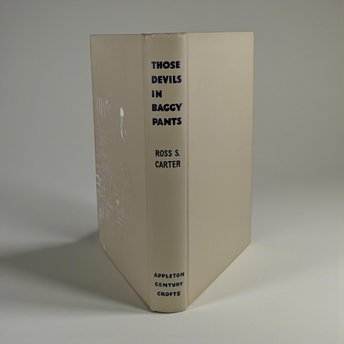 THOSE
DEVILS
IN
BAGGY
PANTS
ROSS S.
CARTER
APPLETON
CENTURY
CROFTS